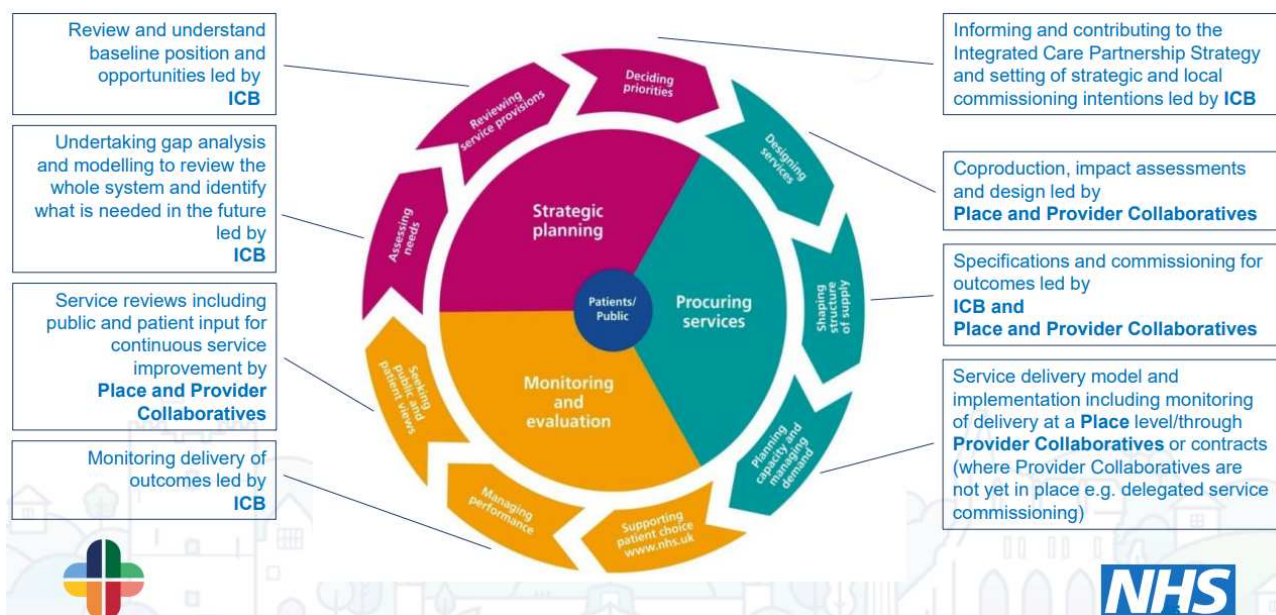 Review and understand
baseline position and
opportunities led by
ICB
Undertaking gap analysis
and modelling to review the
whole system and identify
what is needed in the future
led by
ICB
Service reviews including
public and patient input for
continuous service
improvement by
Place and Provider
Collaboratives
Monitoring delivery of
outcomes led by
ICB
Deciding
priorities
Designing
services
Shaping
structure
of supply
Planning
capacity and
managing
demand
Supporting
patient choice
www.nhs.uk
Managing
performance
Seeking
public and
patient views
Assessing
needs
Reviewing
service provisions
Strategic
planning
Procuring
services
Monitoring
and
evaluation
Patients/
Public
Informing and contributing to the
Integrated Care Partnership Strategy
and setting of strategic and local
commissioning intentions led by ICB
Coproduction, impact assessments
and design led by
Place and Provider Collaboratives
Specifications and commissioning for
outcomes led by
ICB and
Place and Provider Collaboratives
Service delivery model and
implementation including monitoring
of delivery at a Place level/through
Provider Collaboratives or contracts
(where Provider Collaboratives are
not yet in place e.g. delegated service
commissioning)
NHS